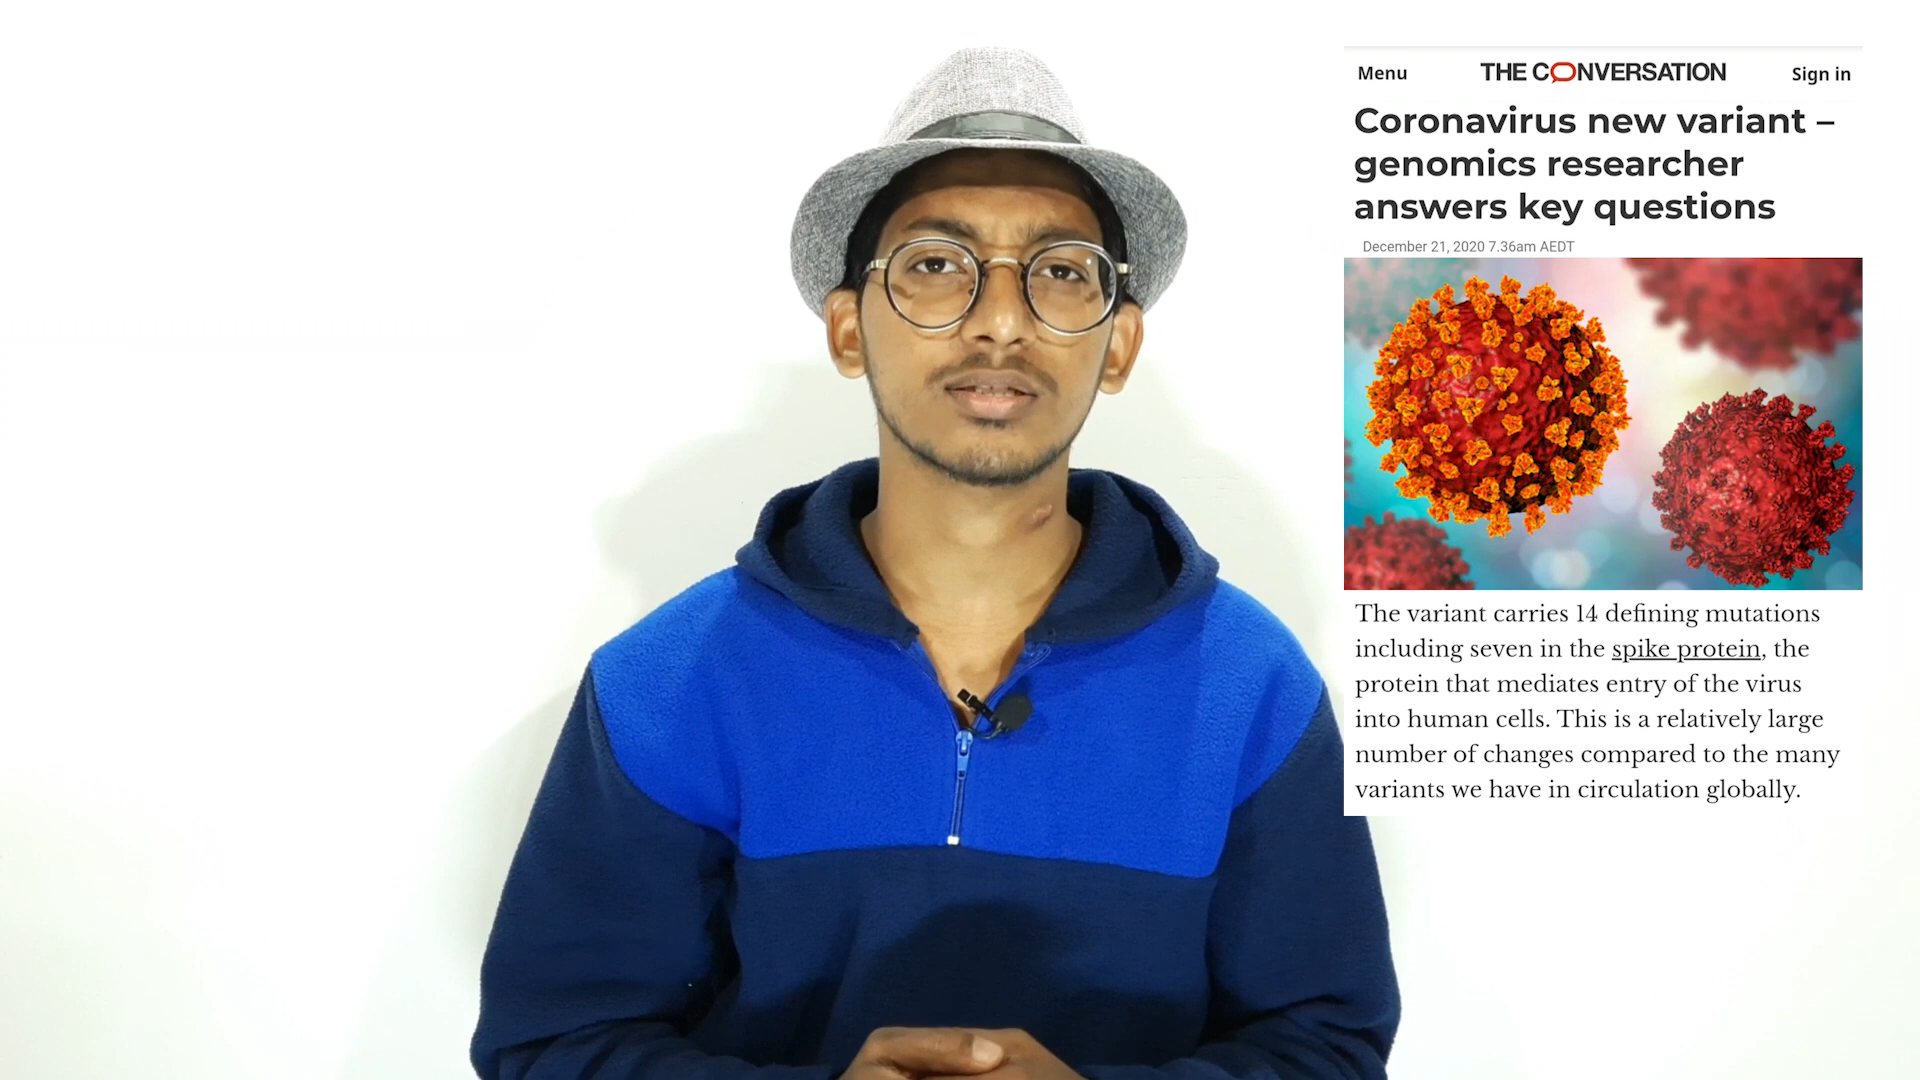 Menu THE CONVERSATION Sign in
Coronavirus new variant –
genomics researcher
answers key questions
December 21, 2020 7.36am AEDT
The variant carries 14 defining mutations
including seven in the spike protein, the
protein that mediates entry of the virus
into human cells. This is a relatively large
number of changes compared to the many
variants we have in circulation globally.